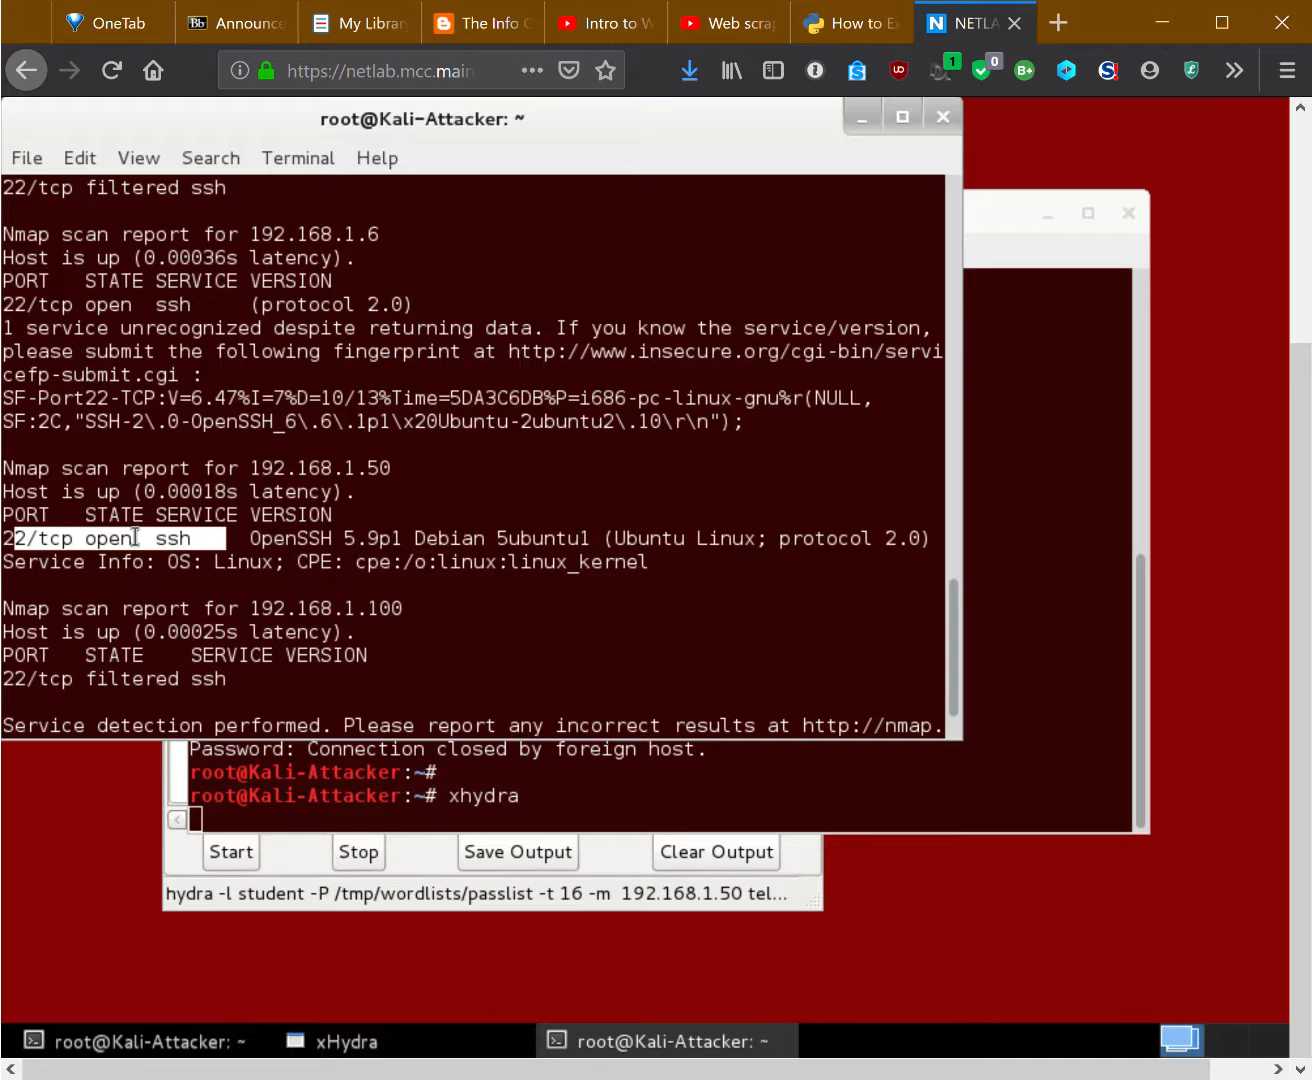 OneTab
Announce
My Library
The Info
Intro to W
Web scrap
How to Ex
NETLA
https://netlab.mcc.main
1
0
root@Kali-Attacker: ~
File Edit View Search Terminal Help
22/tcp filtered ssh
Nmap scan report for 192.168.1.6
Host is up (0.00036s latency).
PORT STATE SERVICE VERSION
22/tcp open ssh (protocol 2.0)
1 service unrecognized despite returning data. If you know the service/version,
please submit the following fingerprint at http://www.insecure.org/cgi-bin/servi
cefp-submit.cgi :
SF-Port22-TCP:V=6.47%I=7%D=10/13%Time=5DA3C6DB%P=i686-pc-linux-gnu%r(NULL,
SF:2C,"SSH-2\.0-OpenSSH_6\.6\.1p1\x20Ubuntu-2ubuntu2\.10\r\n");
Nmap scan report for 192.168.1.50
Host is up (0.00018s latency).
PORT STATE SERVICE VERSION
22/tcp open ssh OpenSSH 5.9p1 Debian 5ubuntu1 (Ubuntu Linux; protocol 2.0)
Service Info: OS: Linux; CPE: cpe:/o:linux:linux_kernel
Nmap scan report for 192.168.1.100
Host is up (0.00025s latency).
PORT STATE SERVICE VERSION
22/tcp filtered ssh
Service detection performed. Please report any incorrect results at http://nmap.
Password: Connection closed by foreign host.
root@Kali-Attacker:~#
root@Kali-Attacker:~# xhydra
Start Stop Save Output Clear Output
hydra -l student -P /tmp/wordlists/passlist -t 16 -m 192.168.1.50 tel...
root@Kali-Attacker: ~
xHydra
root@Kali-Attacker: ~